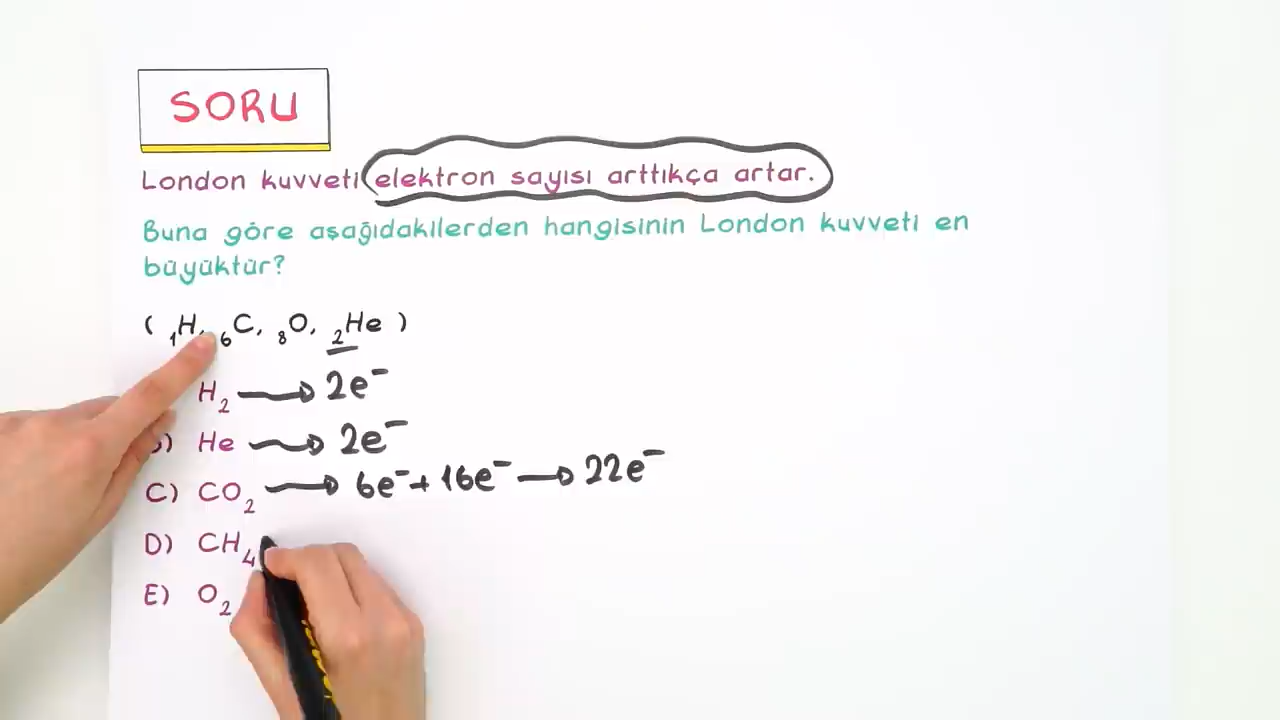 SORU
London kuvveti elektron sayısı arttıkça artar.
Buna göre aşağıdakilerden hangisinin London kuvveti en
büyüktür?
( ₁H, ₆C, ₈O, ₂He )
H₂ → 2e⁻
B) He → 2e⁻
C) CO₂ → 6e⁻ + 16e⁻ → 22e⁻
D) CH₄
E) O₂